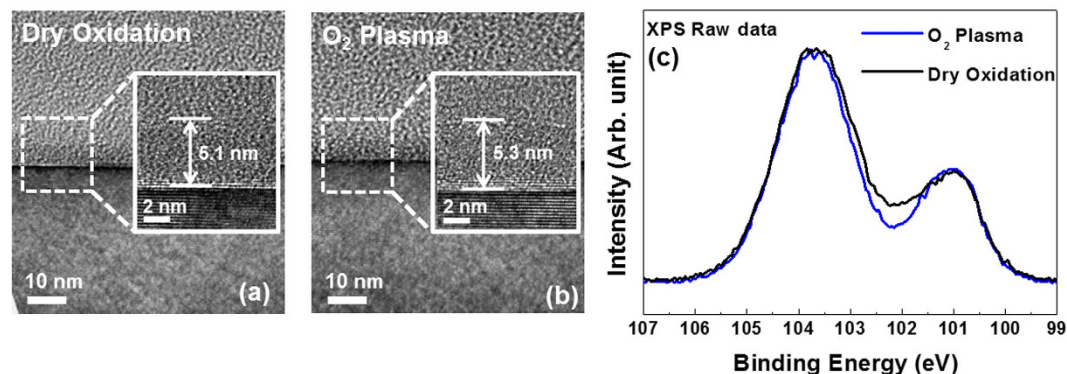 Dry Oxidation
5.1 nm
2 nm
10 nm
(a)
O₂ Plasma
5.3 nm
2 nm
10 nm
(b)
XPS Raw data
(c)
O₂ Plasma
Dry Oxidation
Intensity (Arb. unit)
107 106 105 104 103 102 101 100 99
Binding Energy (eV)